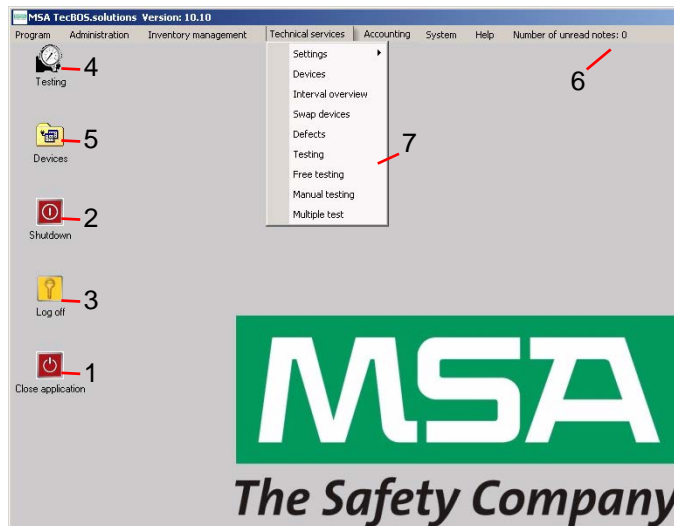 MSA TecBOS.solutions Version: 10.10
Program Administration Inventory management Technical services Accounting System Help Number of unread notes: 0
4
Testing
5
Devices
2
Shutdown
3
Log off
1
Close application
Settings
Devices
Interval overview
Swap devices
Defects
Testing
Free testing
Manual testing
Multiple test
7
6
MSA
The Safety Company